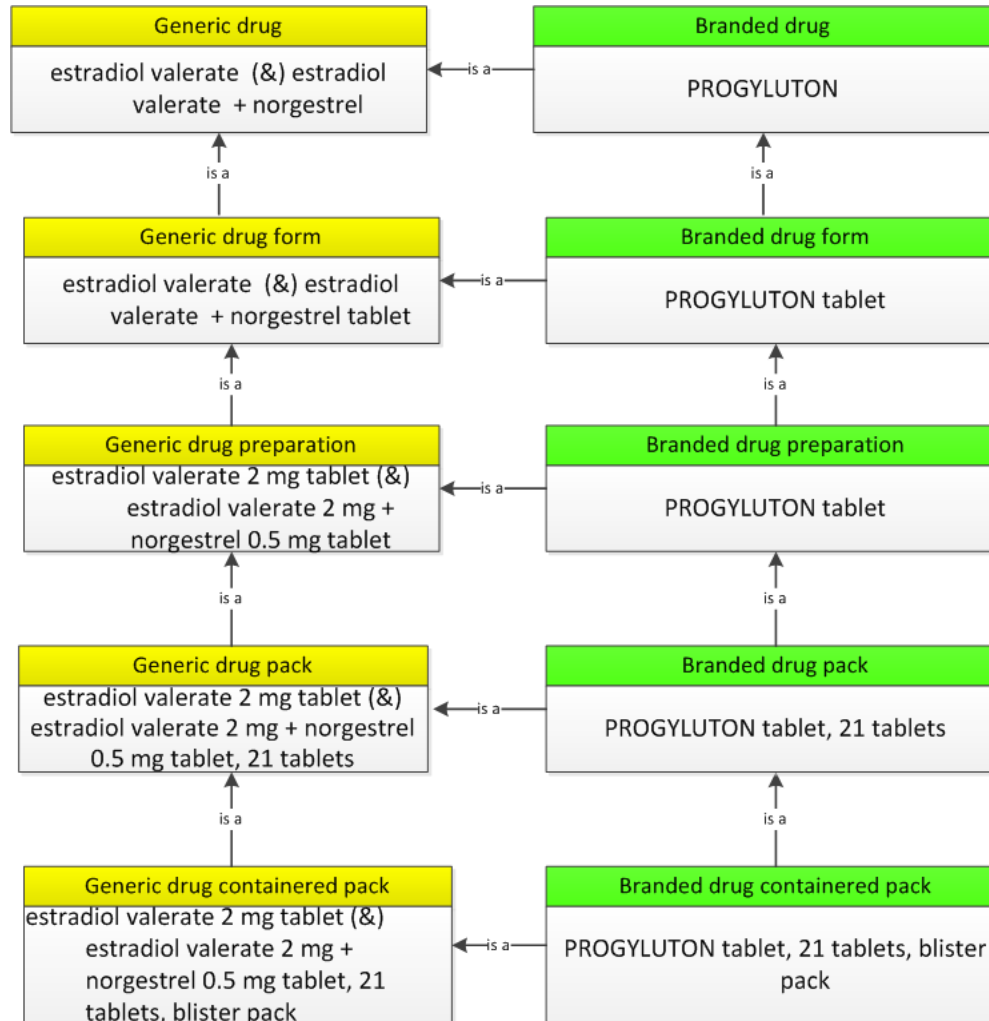 Generic drug
Branded drug
estradiol valerate (&) estradiol
valerate + norgestrel
is a
PROGYLUTON
is a
is a
Generic drug form
Branded drug form
estradiol valerate (&) estradiol
valerate + norgestrel tablet
is a
PROGYLUTON tablet
is a
is a
Generic drug preparation
Branded drug preparation
estradiol valerate 2 mg tablet (&)
estradiol valerate 2 mg +
norgestrel 0.5 mg tablet
is a
PROGYLUTON tablet
is a
is a
Generic drug pack
Branded drug pack
estradiol valerate 2 mg tablet (&)
estradiol valerate 2 mg + norgestrel
0.5 mg tablet, 21 tablets
is a
PROGYLUTON tablet, 21 tablets
is a
is a
Generic drug containered pack
Branded drug containered pack
estradiol valerate 2 mg tablet (&)
estradiol valerate 2 mg +
norgestrel 0.5 mg tablet, 21
tablets, blister pack
is a
PROGYLUTON tablet, 21 tablets, blister
pack